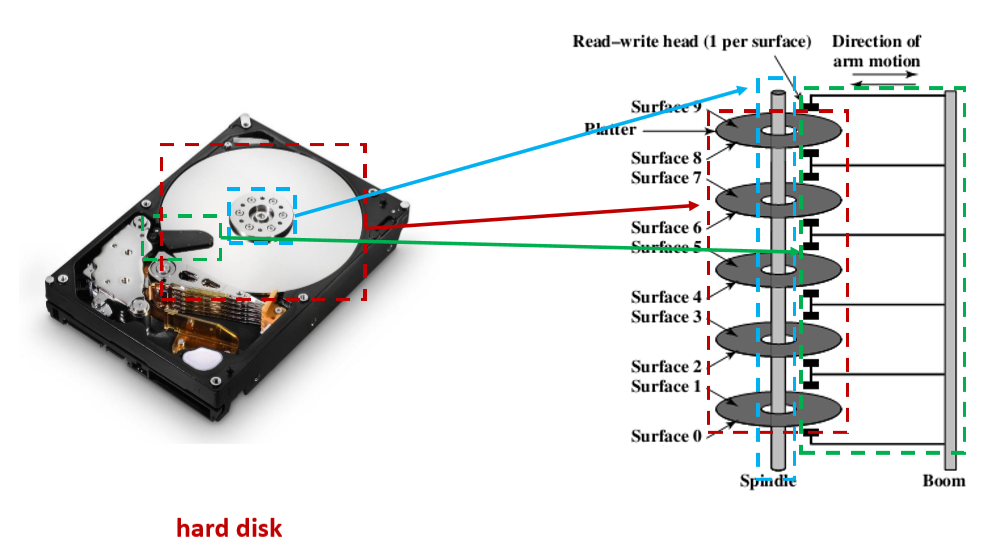 Read–write head (1 per surface)
Direction of
arm motion
Surface 9
Platter
Surface 8
Surface 7
Surface 6
Surface 5
Surface 4
Surface 3
Surface 2
Surface 1
Surface 0
Spindle
Boom
hard disk